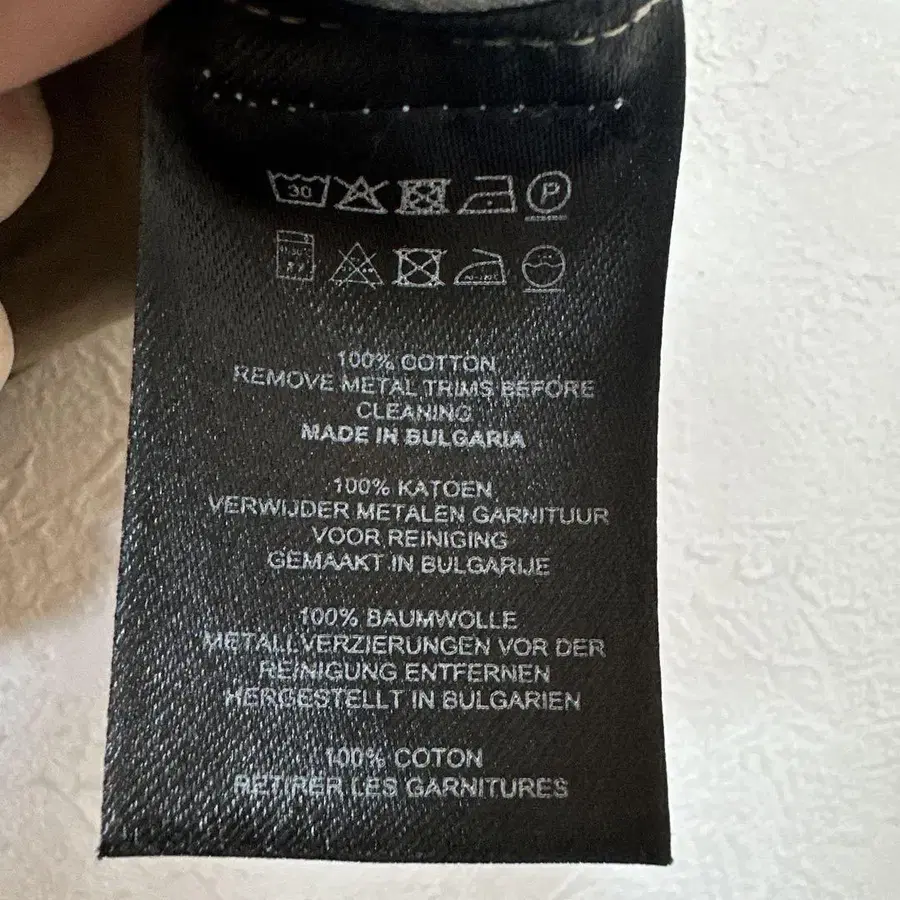 30
P
100% COTTON
REMOVE METAL TRIMS BEFORE
CLEANING
MADE IN BULGARIA
100% KATOEN
VERWIJDER METALEN GARNITUUR
VOOR REINIGING
GEMAAKT IN BULGARIJE
100% BAUMWOLLE
METALLVERZIERUNGEN VOR DER
REINIGUNG ENTFERNEN
HERGESTELLT IN BULGARIEN
100% COTON
RETIRER LES GARNITURES